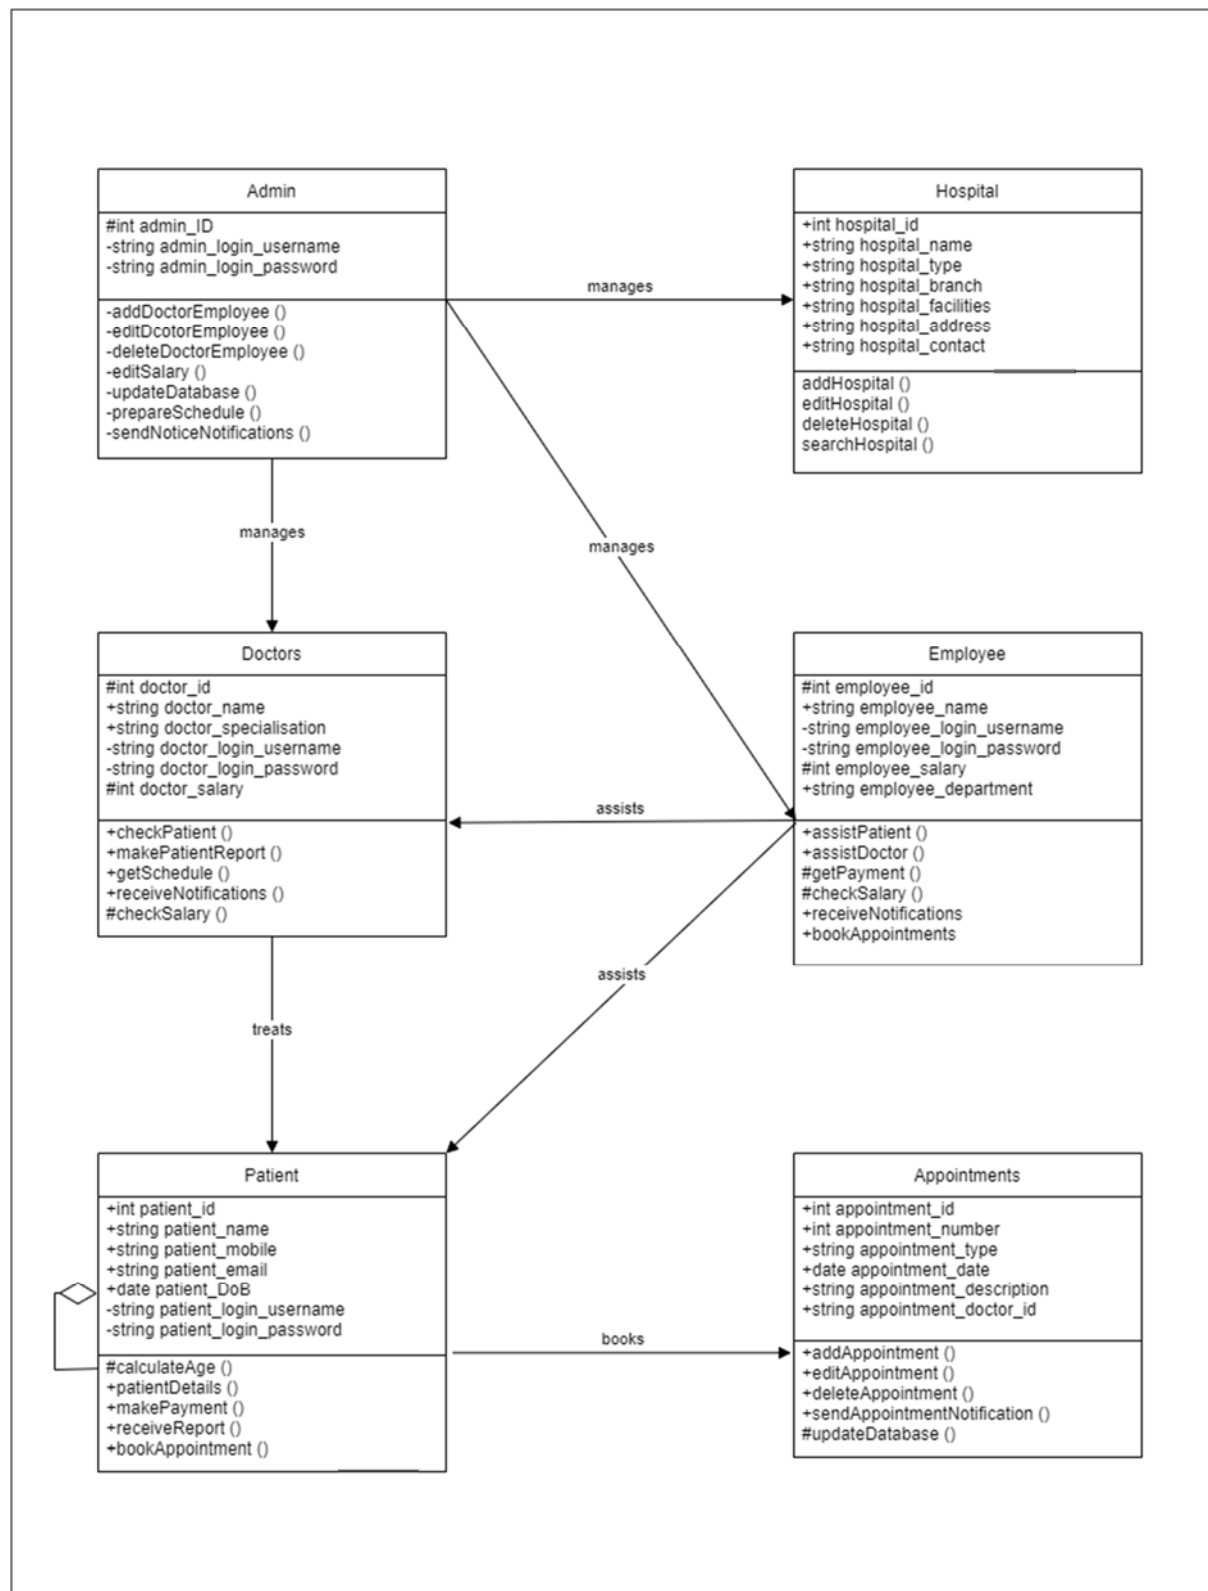 Admin
#int admin_ID
-string admin_login_username
-string admin_login_password
-addDoctorEmployee ()
-editDcotorEmployee ()
-deleteDoctorEmployee ()
-editSalary ()
-updateDatabase ()
-prepareSchedule ()
-sendNoticeNotifications ()
manages
Hospital
+int hospital_id
+string hospital_name
+string hospital_type
+string hospital_branch
+string hospital_facilities
+string hospital_address
+string hospital_contact
addHospital ()
editHospital ()
deleteHospital ()
searchHospital ()
manages
manages
Doctors
#int doctor_id
+string doctor_name
+string doctor_specialisation
-string doctor_login_username
-string doctor_login_password
#int doctor_salary
+checkPatient ()
+makePatientReport ()
+getSchedule ()
+receiveNotifications ()
#checkSalary ()
assists
Employee
#int employee_id
+string employee_name
-string employee_login_username
-string employee_login_password
#int employee_salary
+string employee_department
+assistPatient ()
+assistDoctor ()
#getPayment ()
#checkSalary ()
+receiveNotifications
+bookAppointments
assists
treats
Patient
+int patient_id
+string patient_name
+string patient_mobile
+string patient_email
+date patient_DoB
-string patient_login_username
-string patient_login_password
#calculateAge ()
+patientDetails ()
+makePayment ()
+receiveReport ()
+bookAppointment ()
books
Appointments
+int appointment_id
+int appointment_number
+string appointment_type
+date appointment_date
+string appointment_description
+string appointment_doctor_id
+addAppointment ()
+editAppointment ()
+deleteAppointment ()
+sendAppointmentNotification ()
#updateDatabase ()